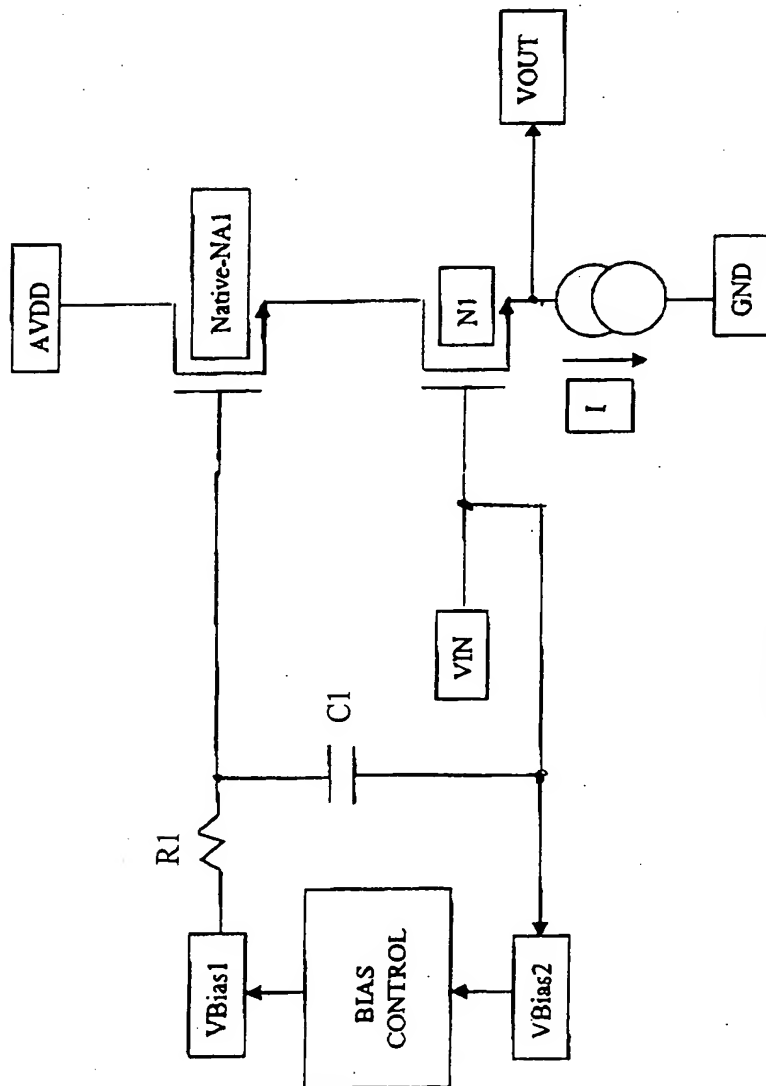 AVDD
Native-NA1
N1
VOUT
I
GND
VIN
C1
R1
VBias1
BIAS
CONTROL
VBias2